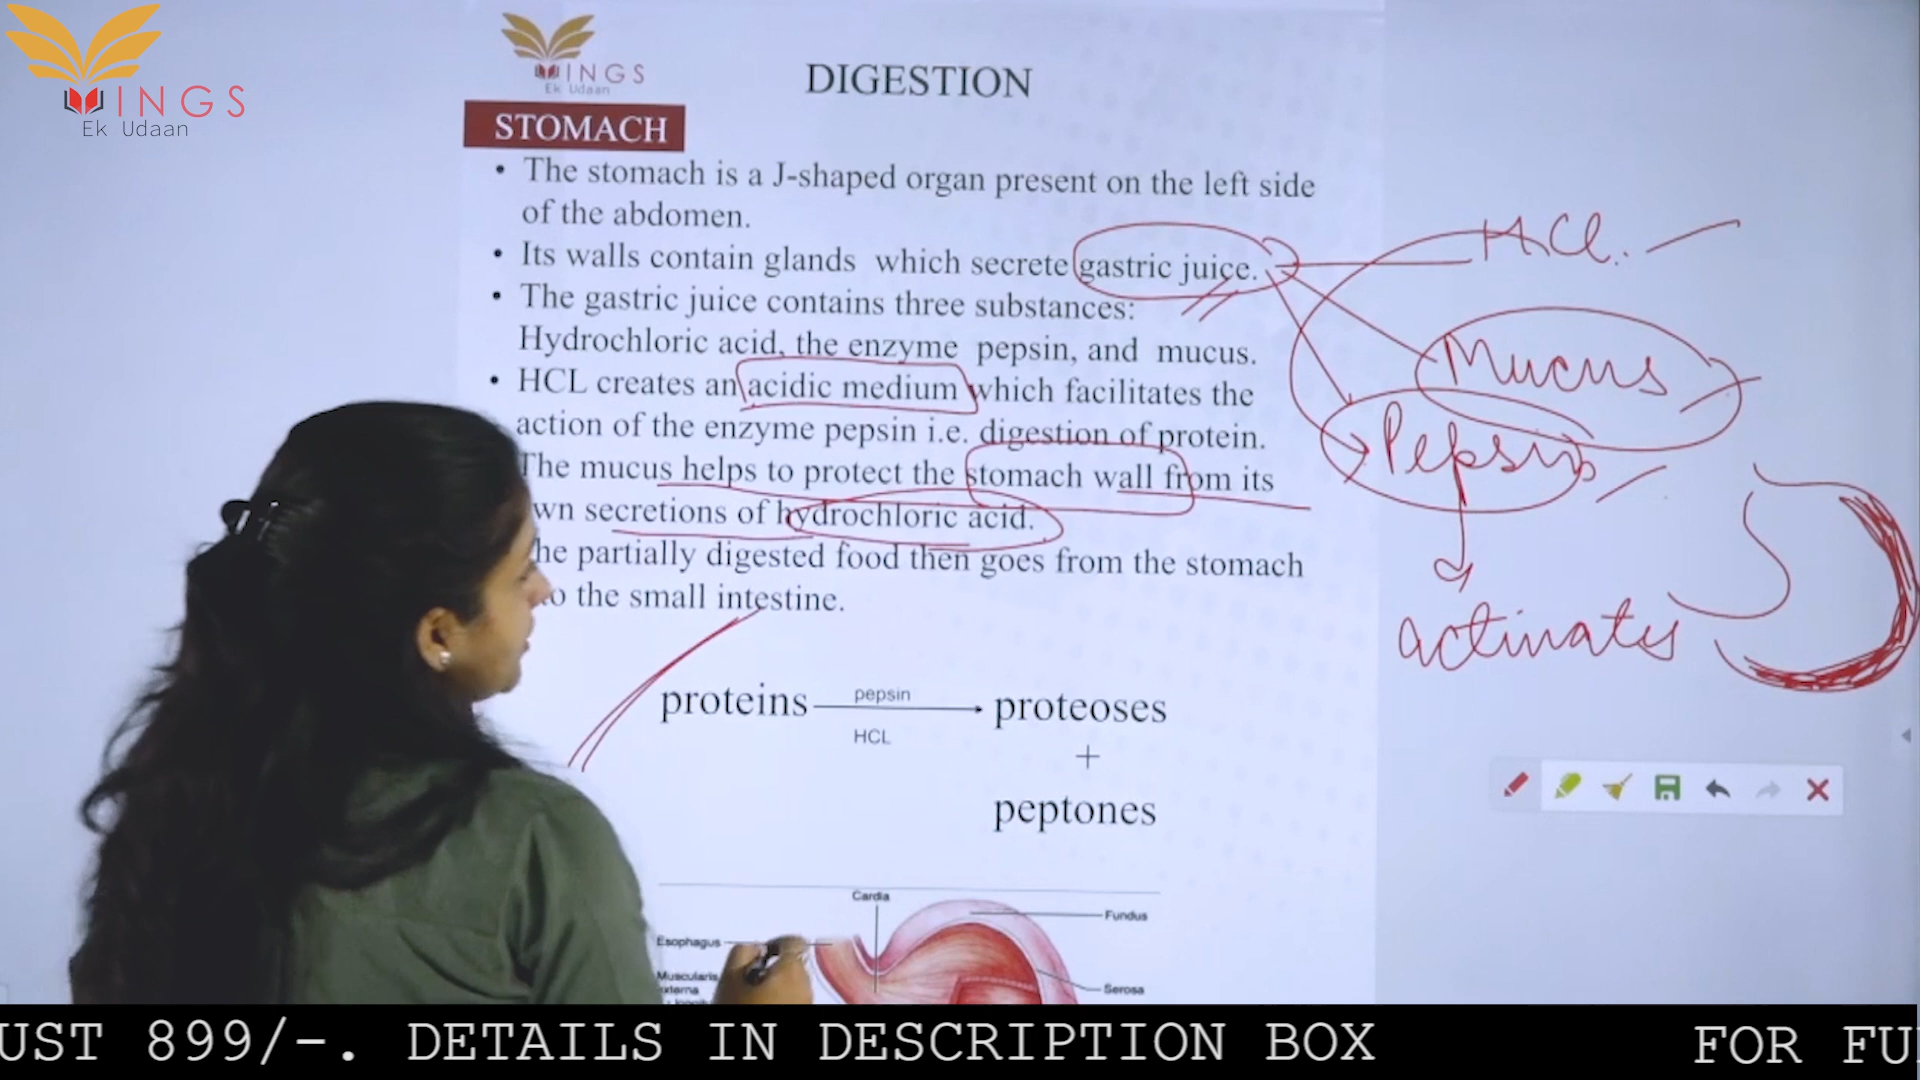 WINGS
Ek Udaan
WINGS
Ek Udaan
DIGESTION
STOMACH
• The stomach is a J-shaped organ present on the left side
of the abdomen.
• Its walls contain glands which secrete gastric juice.
• The gastric juice contains three substances:
Hydrochloric acid, the enzyme pepsin, and mucus.
• HCL creates an acidic medium which facilitates the
action of the enzyme pepsin i.e. digestion of protein.
The mucus helps to protect the stomach wall from its
wn secretions of hydrochloric acid.
he partially digested food then goes from the stomach
o the small intestine.
HCl.
Mucus
Pepsin
activates
proteins
pepsin
HCL
proteoses
+
peptones
Cardia
Fundus
Esophagus
Muscularis
Serosa
UST 899/-. DETAILS IN DESCRIPTION BOX
FOR FU